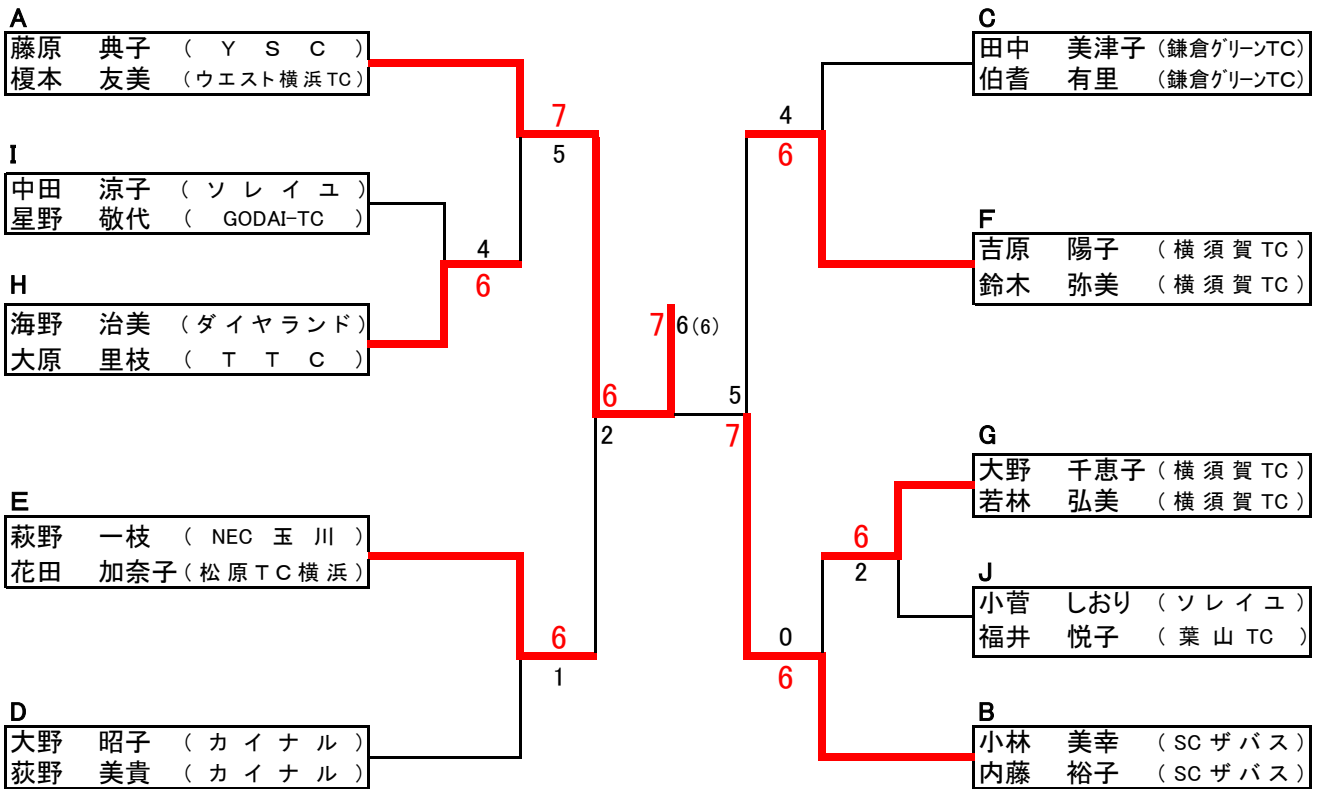 A
藤原 典子 ( Y S C )
榎本 友美 (ウエスト横浜TC)
I
中田 涼子 ( ソレイユ )
星野 敬代 ( GODAI-TC )
H
海野 治美 (ダイヤランド)
大原 里枝 ( T T C )
E
萩野 一枝 ( NEC 玉川 )
花田 加奈子 (松原TC横浜)
D
大野 昭子 ( カイナル )
荻野 美貴 ( カイナル )
7
5
4
6
6
1
6
2
7 6(6)
5
7
4
6
6
2
0
6
C
田中 美津子 (鎌倉グリーンTC)
伯耆 有里 (鎌倉グリーンTC)
F
吉原 陽子 (横須賀TC)
鈴木 弥美 (横須賀TC)
G
大野 千恵子 (横須賀TC)
若林 弘美 (横須賀TC)
J
小菅 しおり (ソレイユ)
福井 悦子 (葉山TC )
B
小林 美幸 (SCザバス)
内藤 裕子 (SCザバス)